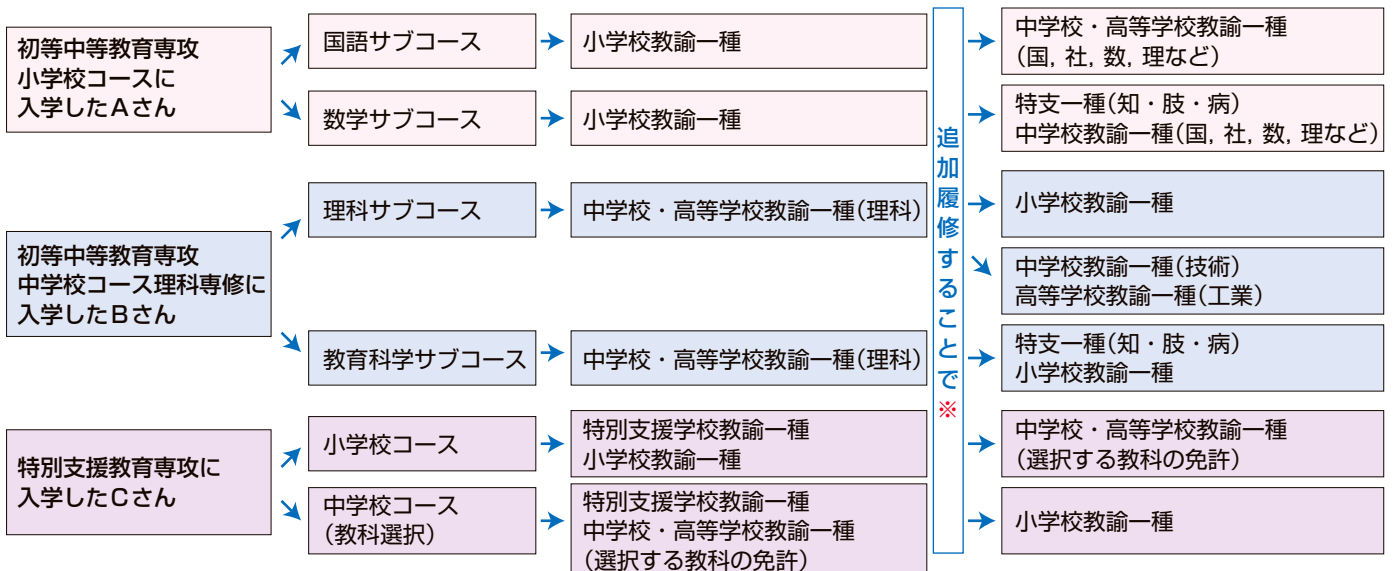 初等中等教育専攻
小学校コースに
入学したAさん
国語サブコース
小学校教諭一種
中学校・高等学校教諭一種
(国, 社, 数, 理など)
数学サブコース
小学校教諭一種
特支一種(知・肢・病)
中学校教諭一種(国, 社, 数, 理など)
追加履修することで※
初等中等教育専攻
中学校コース理科専修に
入学したBさん
理科サブコース
中学校・高等学校教諭一種(理科)
小学校教諭一種
中学校教諭一種(技術)
高等学校教諭一種(工業)
教育科学サブコース
中学校・高等学校教諭一種(理科)
特支一種(知・肢・病)
小学校教諭一種
特別支援教育専攻に
入学したCさん
小学校コース
特別支援学校教諭一種
小学校教諭一種
中学校・高等学校教諭一種
(選択する教科の免許)
中学校コース
(教科選択)
特別支援学校教諭一種
中学校・高等学校教諭一種
(選択する教科の免許)
小学校教諭一種